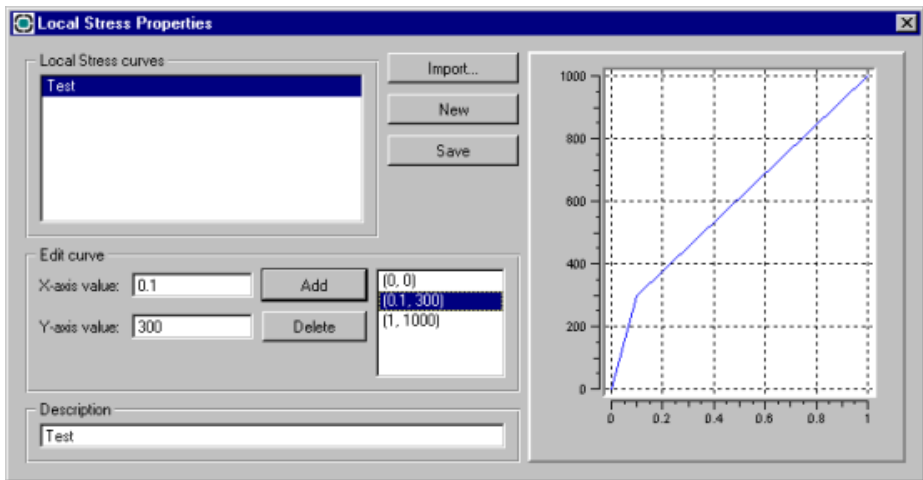 Local Stress Properties
Local Stress curves
Test
Import...
New
Save
Edit curve
X-axis value: 0.1
Add
Y-axis value: 300
Delete
(0, 0)
(0.1, 300)
(1, 1000)
Description
Test
1000
800
600
400
200
0
0 0.2 0.4 0.6 0.8 1